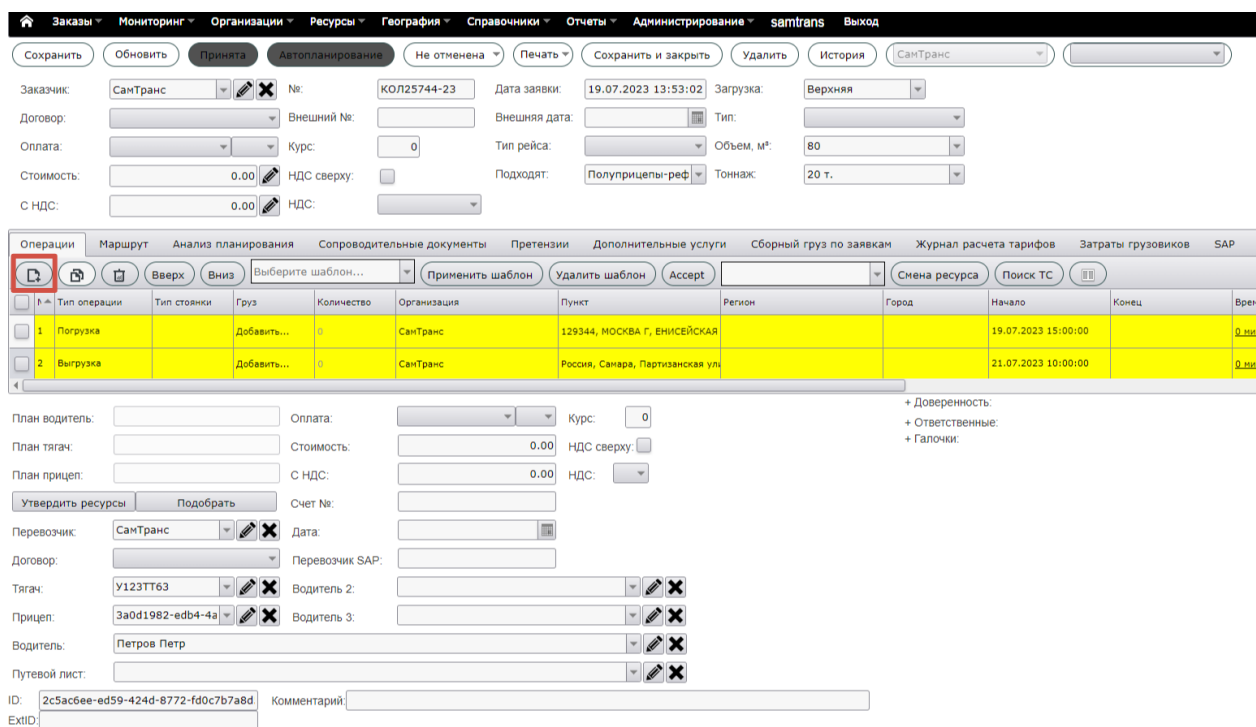 Заказы Мониторинг Организации Ресурсы География Справочники Отчеты Администрирование samtrans Выход
Сохранить Обновить Принята Автопланирование Не отменена Печать Сохранить и закрыть Удалить История СамТранс
Заказчик: СамТранс №: КОЛ25744-23 Дата заявки: 19.07.2023 13:53:02 Загрузка: Верхняя
Договор: Внешний №: Внешняя дата: Тип:
Оплата: Курс: 0 Тип рейса: Объем, м³: 80
Стоимость: 0.00 НДС сверху: Подходят: Полуприцепы-реф Тоннаж: 20 т.
С НДС: 0.00 НДС:
Операции Маршрут Анализ планирования Сопроводительные документы Претензии Дополнительные услуги Сборный груз по заявкам Журнал расчета тарифов Затраты грузовиков SAP
Вверх Вниз Выберите шаблон... Применить шаблон Удалить шаблон Accept Смена ресурса Поиск ТС
Тип операции Тип стоянки Груз Количество Организация Пункт Регион Город Начало Конец Врем
1 Погрузка Добавить... 0 СамТранс 129344, МОСКВА Г, ЕНИСЕЙСКАЯ 19.07.2023 15:00:00 0 ми
2 Выгрузка Добавить... 0 СамТранс Россия, Самара, Партизанская ули 21.07.2023 10:00:00 0 ми
План водитель: Оплата: Курс: 0 + Доверенность:
+ Ответственные:
План тягач: Стоимость: 0.00 НДС сверху: + Галочки:
План прицеп: С НДС: 0.00 НДС:
Утвердить ресурсы Подобрать Счет №:
Перевозчик: СамТранс Дата:
Договор: Перевозчик SAP:
Тягач: У123ТТ63 Водитель 2:
Прицеп: 3a0d1982-edb4-4a Водитель 3:
Водитель: Петров Петр
Путевой лист:
ID: 2c5ac6ee-ed59-424d-8772-fd0c7b7a8d Комментарий:
ExtID: